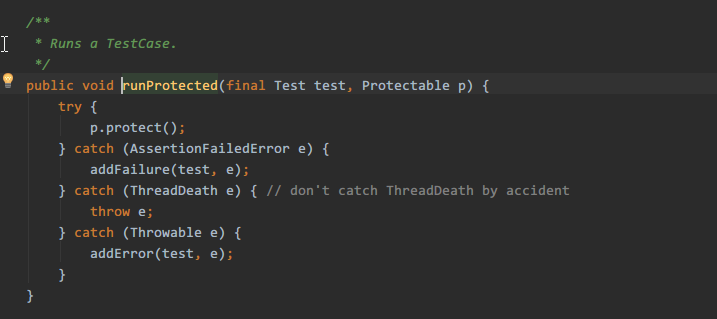 /**
 * Runs a TestCase.
 */
public void runProtected(final Test test, Protectable p) {
    try {
        p.protect();
    } catch (AssertionFailedError e) {
        addFailure(test, e);
    } catch (ThreadDeath e) { // don't catch ThreadDeath by accident
        throw e;
    } catch (Throwable e) {
        addError(test, e);
    }
}